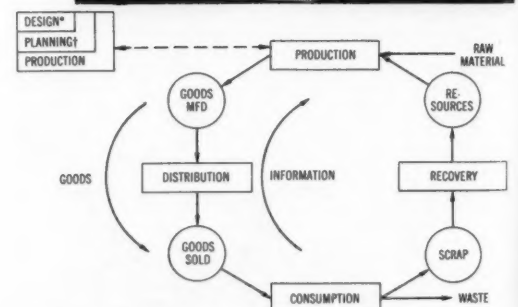 DESIGN*
PLANNING†
PRODUCTION
PRODUCTION
RAW
MATERIAL
GOODS
MFD
RE-
SOURCES
GOODS
DISTRIBUTION
INFORMATION
RECOVERY
GOODS
SOLD
SCRAP
CONSUMPTION
WASTE